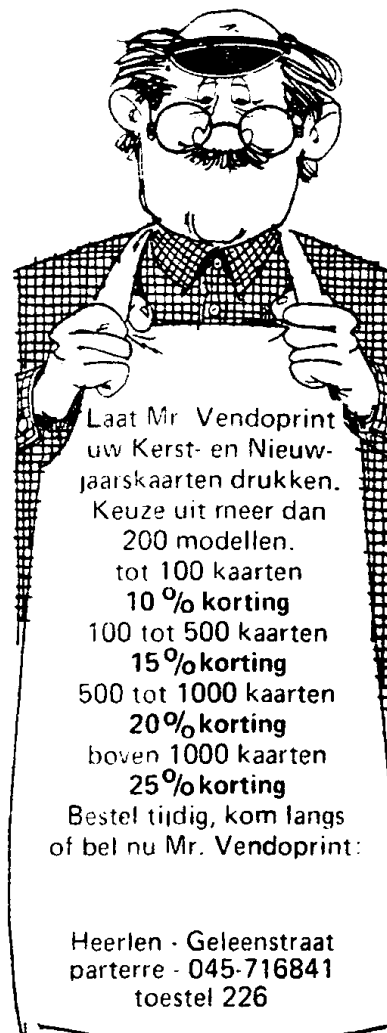 Laat Mr. Vendoprint
uw Kerst- en Nieuw-
jaarskaarten drukken.
Keuze uit meer dan
200 modellen.
tot 100 kaarten
10% korting
100 tot 500 kaarten
15% korting
500 tot 1000 kaarten
20% korting
boven 1000 kaarten
25% korting
Bestel tijdig, kom langs
of bel nu Mr. Vendoprint:
Heerlen - Geleenstraat
parterre - 045-716841
toestel 226